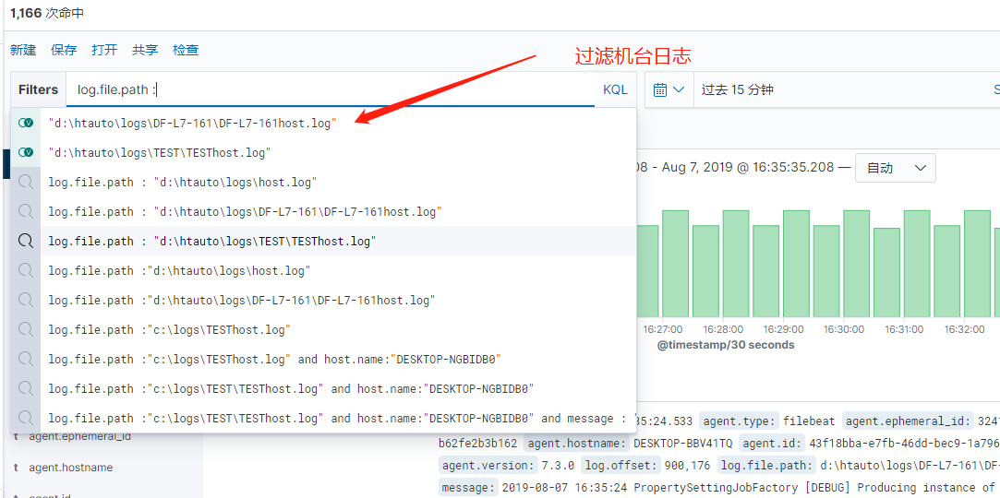 1,166 次命中
新建 保存 打开 共享 检查
过滤机台日志
Filters log.file.path : KQL 过去 15 分钟 S
"d:\htauto\logs\DF-L7-161\DF-L7-161host.log"
"d:\htauto\logs\TEST\TESThost.log"
log.file.path : "d:\htauto\logs\host.log"
08 - Aug 7, 2019 @ 16:35:35.208 — 自动
log.file.path : "d:\htauto\logs\DF-L7-161\DF-L7-161host.log"
log.file.path : "d:\htauto\logs\TEST\TESThost.log"
log.file.path :"d:\htauto\logs\host.log"
log.file.path :"d:\htauto\logs\DF-L7-161\DF-L7-161host.log"
log.file.path :"c:\logs\TESThost.log"
16:27:00 16:28:00 16:29:00 16:30:00 16:31:00 16:32:00
@timestamp/30 seconds
log.file.path :"c:\logs\TESThost.log" and host.name:"DESKTOP-NGBIDB0"
log.file.path :"c:\logs\TEST\TESThost.log" and host.name:"DESKTOP-NGBIDB0"
log.file.path :"c:\logs\TEST\TESThost.log" and host.name:"DESKTOP-NGBIDB0" and message :
t agent.ephemeral_id
35:24.533 agent.type: filebeat agent.ephemeral_id: 3241
b62fe2b3b162 agent.hostname: DESKTOP-BBV41TQ agent.id: 43f18bba-e7fb-46dd-bec9-1a796
t agent.hostname
agent.version: 7.3.0 log.offset: 900,176 log.file.path: d:\htauto\logs\DF-L7-161\DF-
message: 2019-08-07 16:35:24 PropertySettingJobFactory [DEBUG] Producing instance of
t agent.id